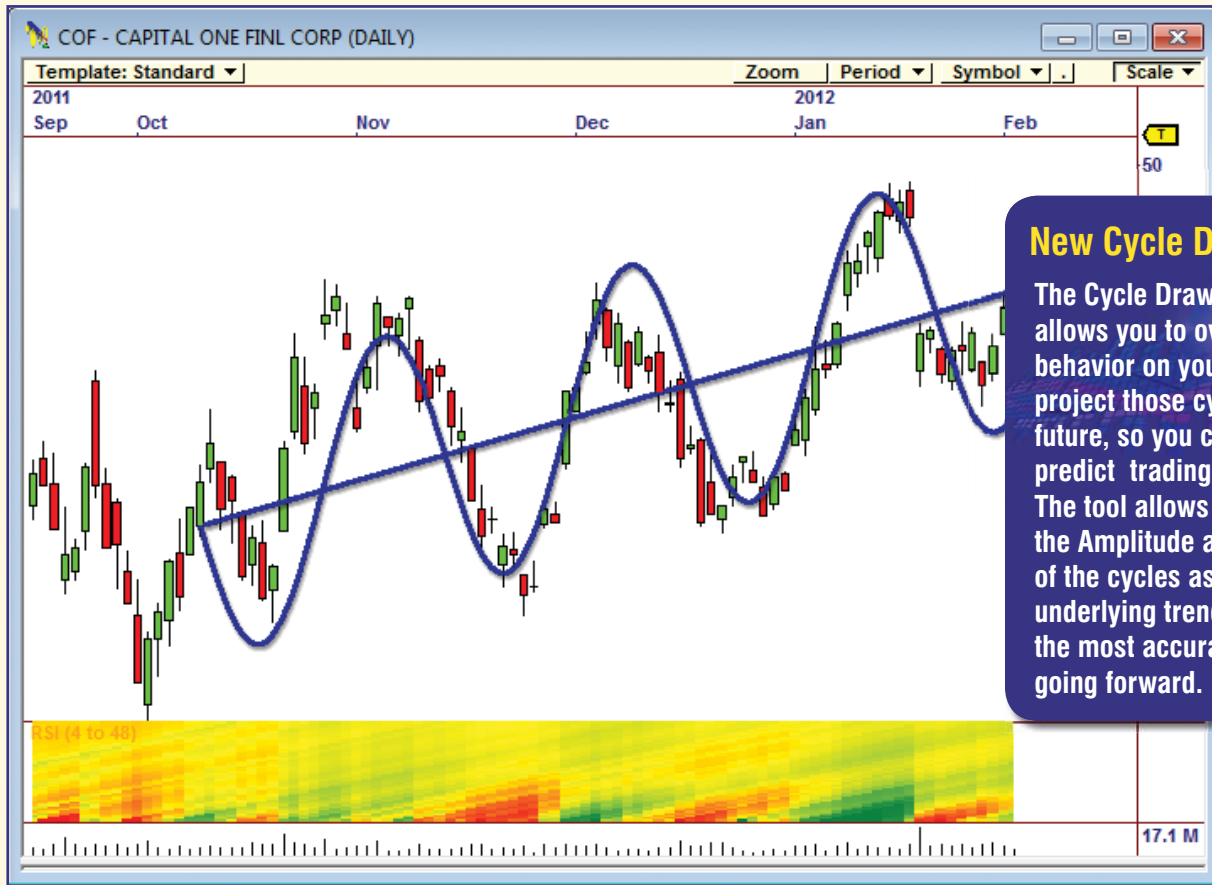 COF - CAPITAL ONE FINL CORP (DAILY)
Template: Standard Zoom Period Symbol . Scale
2011 2012
Sep Oct Nov Dec Jan Feb
T
50
New Cycle D
The Cycle Draw
allows you to ov
behavior on you
project those cy
future, so you c
predict trading
The tool allows
the Amplitude a
of the cycles as
underlying tren
the most accura
going forward.
RSI (4 to 48)
17.1 M